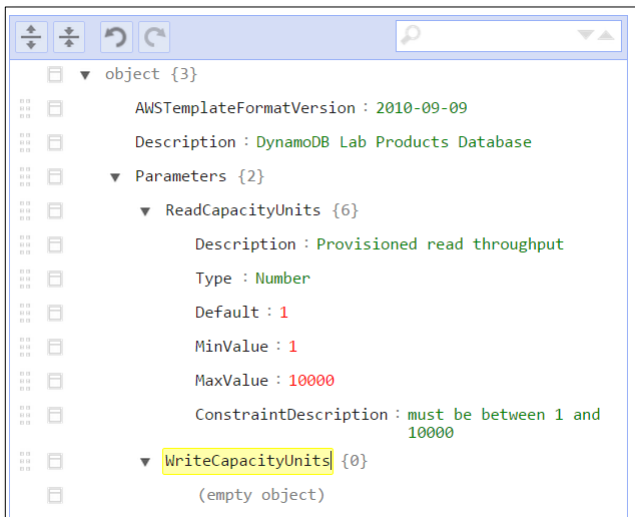 object {3}
AWSTemplateFormatVersion : 2010-09-09
Description : DynamoDB Lab Products Database
Parameters {2}
ReadCapacityUnits {6}
Description : Provisioned read throughput
Type : Number
Default : 1
MinValue : 1
MaxValue : 10000
ConstraintDescription : must be between 1 and
10000
WriteCapacityUnits {0}
(empty object)